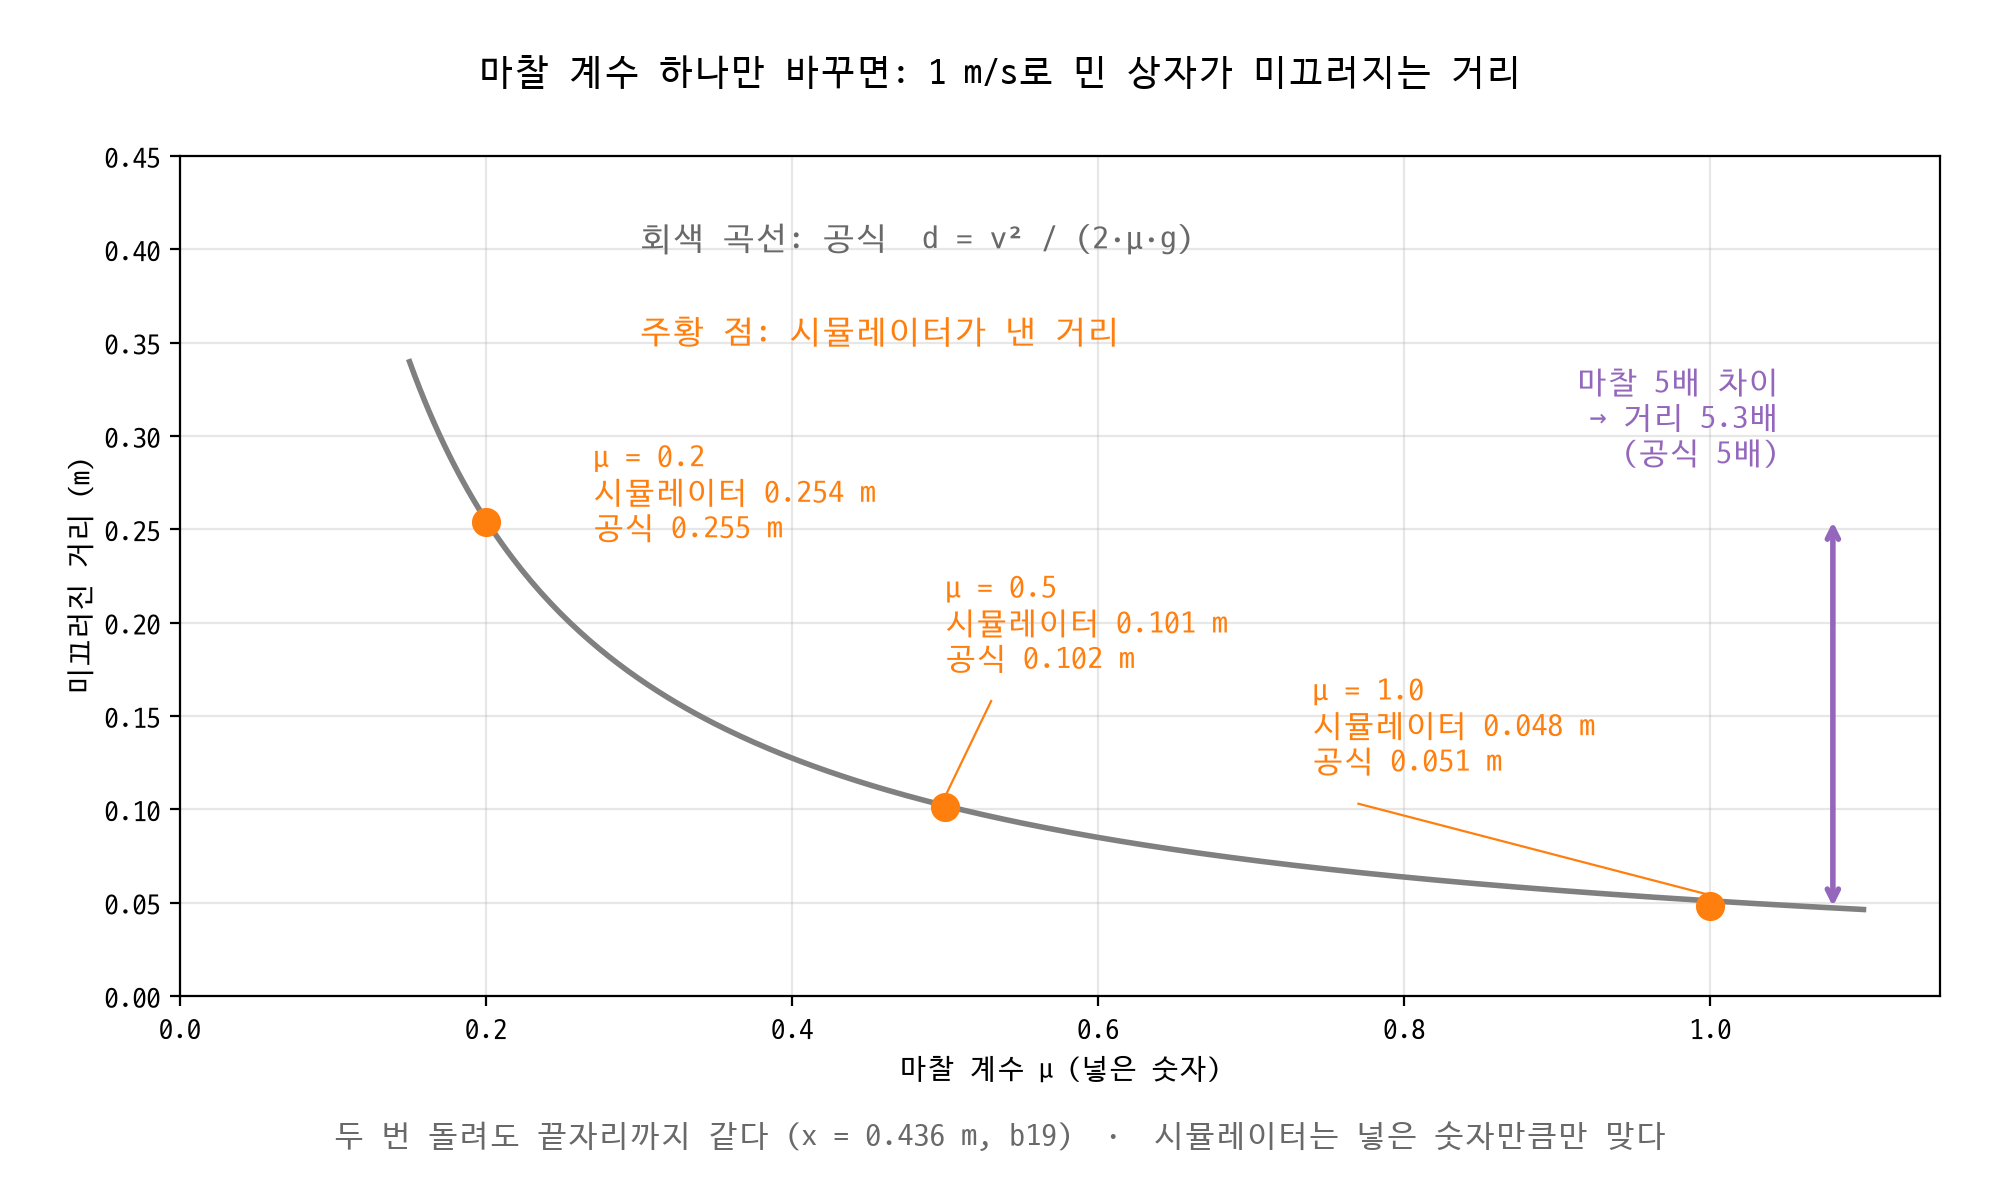 마찰 계수 하나만 바꾸면: 1 m/s로 민 상자가 미끄러지는 거리
0.45
0.40
0.35
0.30
0.25
0.20
0.15
0.10
0.05
0.00
미끄러진 거리 (m)
회색 곡선: 공식 d = v² / (2·μ·g)
주황 점: 시뮬레이터가 낸 거리
마찰 5배 차이
→ 거리 5.3배
(공식 5배)
μ = 0.2
시뮬레이터 0.254 m
공식 0.255 m
μ = 0.5
시뮬레이터 0.101 m
공식 0.102 m
μ = 1.0
시뮬레이터 0.048 m
공식 0.051 m
0.0 0.2 0.4 0.6 0.8 1.0
마찰 계수 μ (넣은 숫자)
두 번 돌려도 끝자리까지 같다 (x = 0.436 m, b19) · 시뮬레이터는 넣은 숫자만큼만 맞다